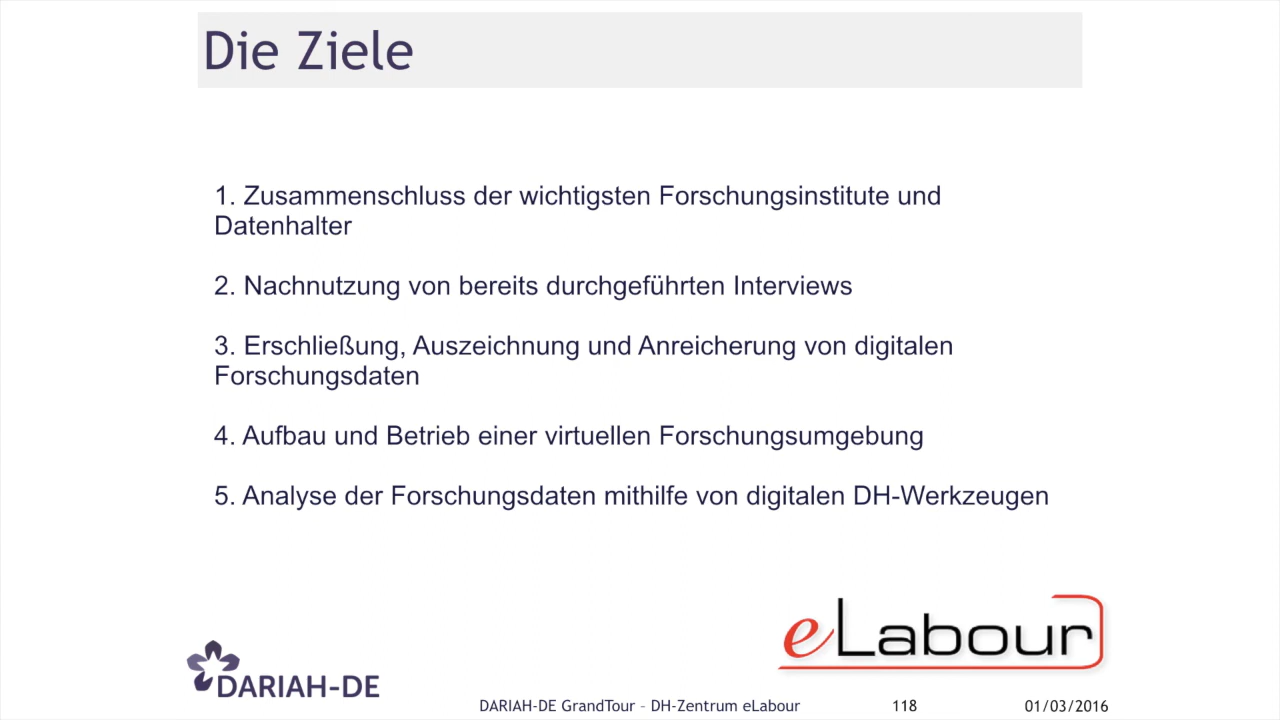 Die Ziele
1. Zusammenschluss der wichtigsten Forschungsinstitute und
Datenhalter
2. Nachnutzung von bereits durchgeführten Interviews
3. Erschließung, Auszeichnung und Anreicherung von digitalen
Forschungsdaten
4. Aufbau und Betrieb einer virtuellen Forschungsumgebung
5. Analyse der Forschungsdaten mithilfe von digitalen DH-Werkzeugen
eLabour
DARIAH-DE
DARIAH-DE GrandTour – DH-Zentrum eLabour 118 01/03/2016